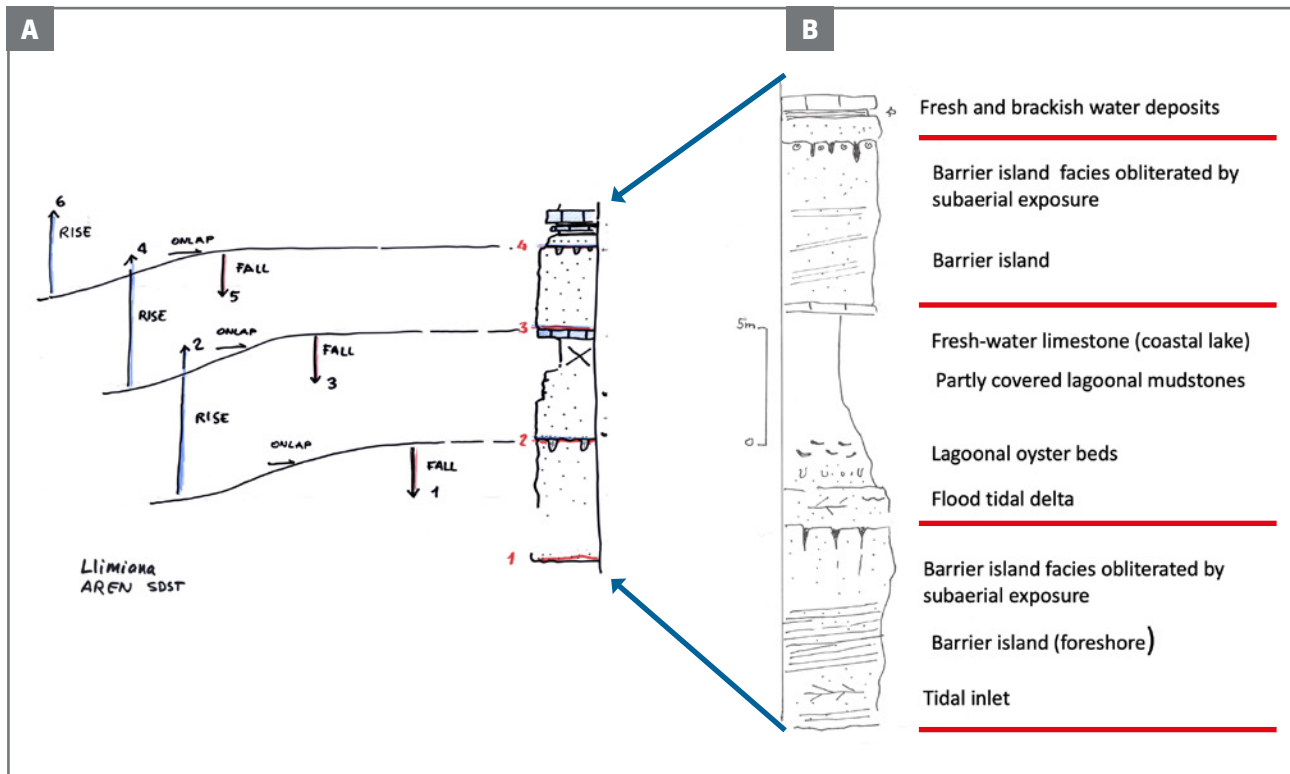 A
6
RISE
4
ONLAP
FALL
5
RISE
2
ONLAP
FALL
3
RISE
ONLAP
FALL
1
4
3
2
1
Llimiana
AREN SDST
B
Fresh and brackish water deposits
Barrier island facies obliterated by
subaerial exposure
Barrier island
5m
Fresh-water limestone (coastal lake)
Partly covered lagoonal mudstones
0
Lagoonal oyster beds
Flood tidal delta
Barrier island facies obliterated by
subaerial exposure
Barrier island (foreshore)
Tidal inlet